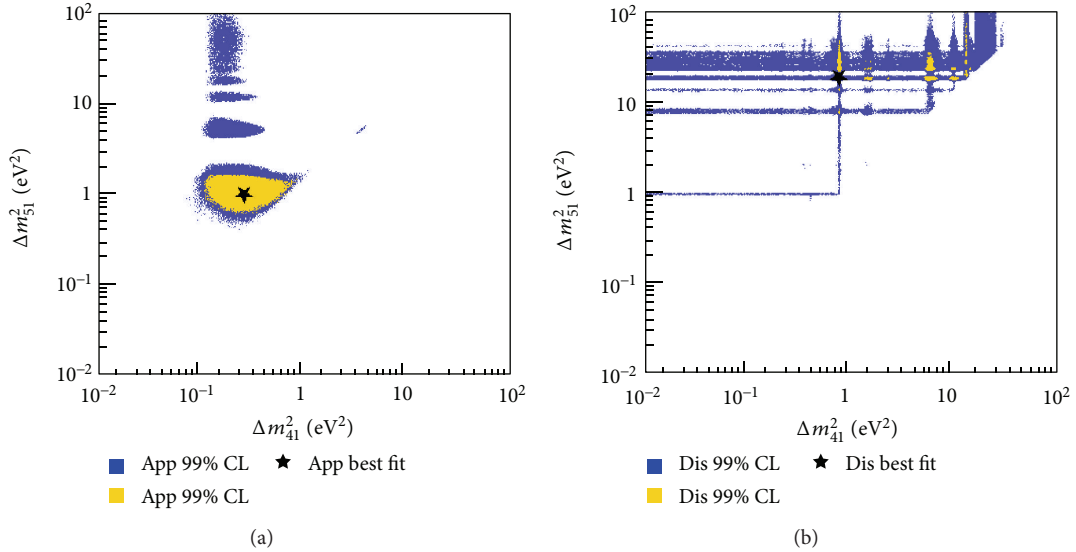 10²
10
1
10⁻¹
10⁻²
Δm²₅₁ (eV²)
10⁻² 10⁻¹ 1 10 10²
Δm²₄₁ (eV²)
App 99% CL ★ App best fit
App 99% CL
(a)
10²
10
1
10⁻¹
10⁻²
Δm²₅₁ (eV²)
10⁻² 10⁻¹ 1 10 10²
Δm²₄₁ (eV²)
Dis 99% CL ★ Dis best fit
Dis 99% CL
(b)